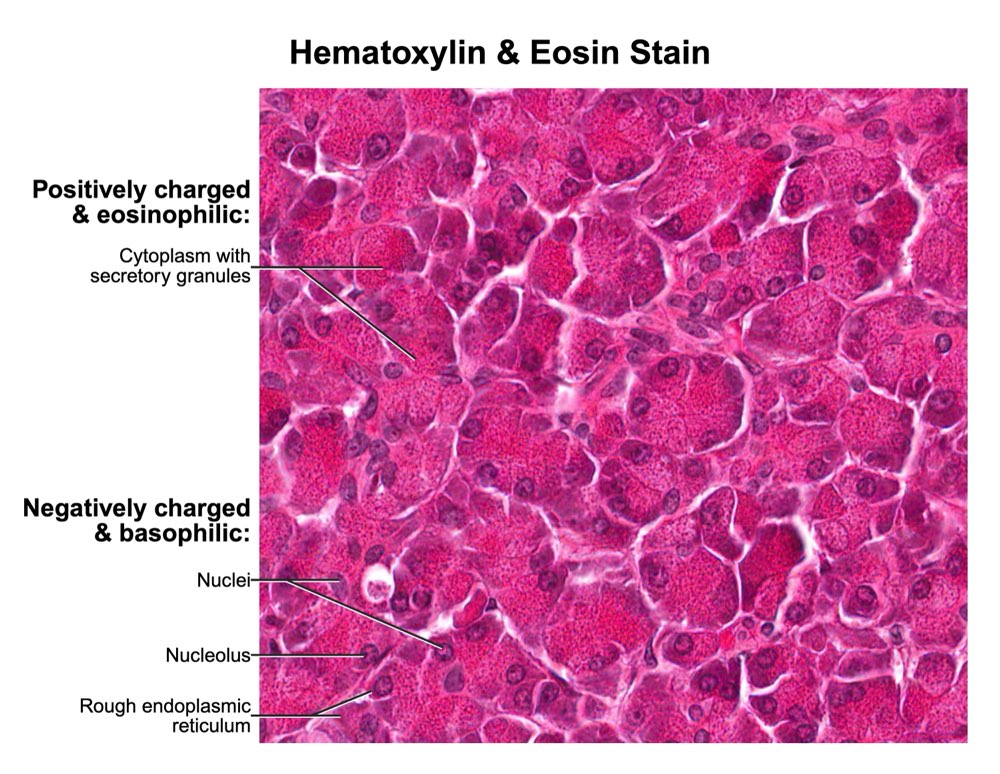 Hematoxylin & Eosin Stain
Positively charged
& eosinophilic:
Cytoplasm with
secretory granules
Negatively charged
& basophilic:
Nuclei
Nucleolus
Rough endoplasmic
reticulum